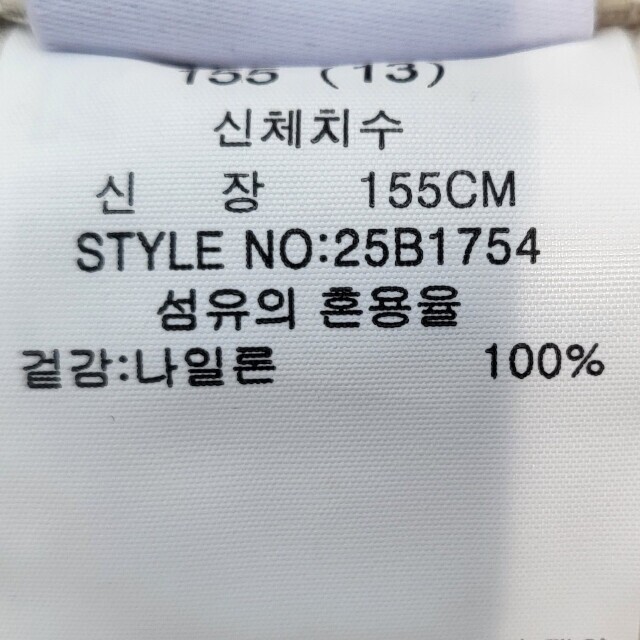 (13)
신체치수
신 장 155CM
STYLE NO:25B1754
섬유의 혼용율
겉감:나일론 100%